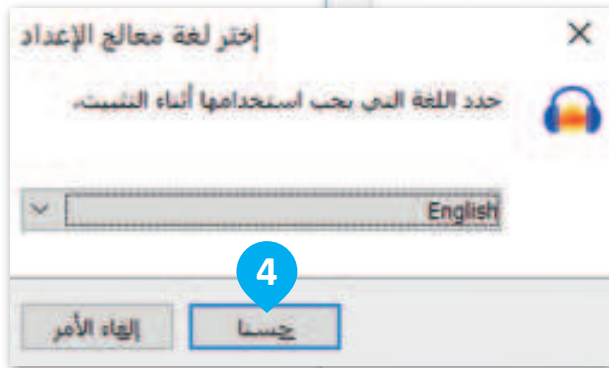 إختر لغة معالج الإعداد
حدد اللغة التي يجب استخدامها أثناء التثبيت.
English
4
حسنا
إلغاء الأمر